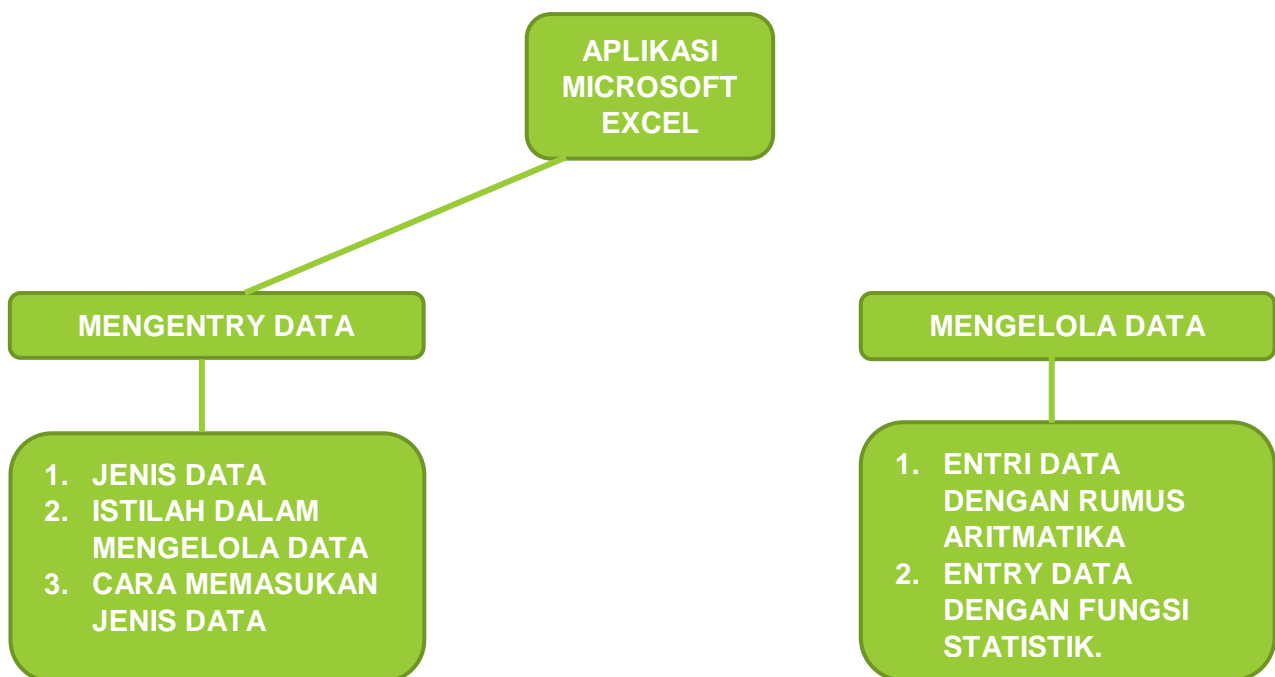 APLIKASI
MICROSOFT
EXCEL
MENGENTRY DATA
MENGELOLA DATA
1. JENIS DATA
2. ISTILAH DALAM
MENGELOLA DATA
3. CARA MEMASUKAN
JENIS DATA
1. ENTRI DATA
DENGAN RUMUS
ARITMATIKA
2. ENTRY DATA
DENGAN FUNGSI
STATISTIK.